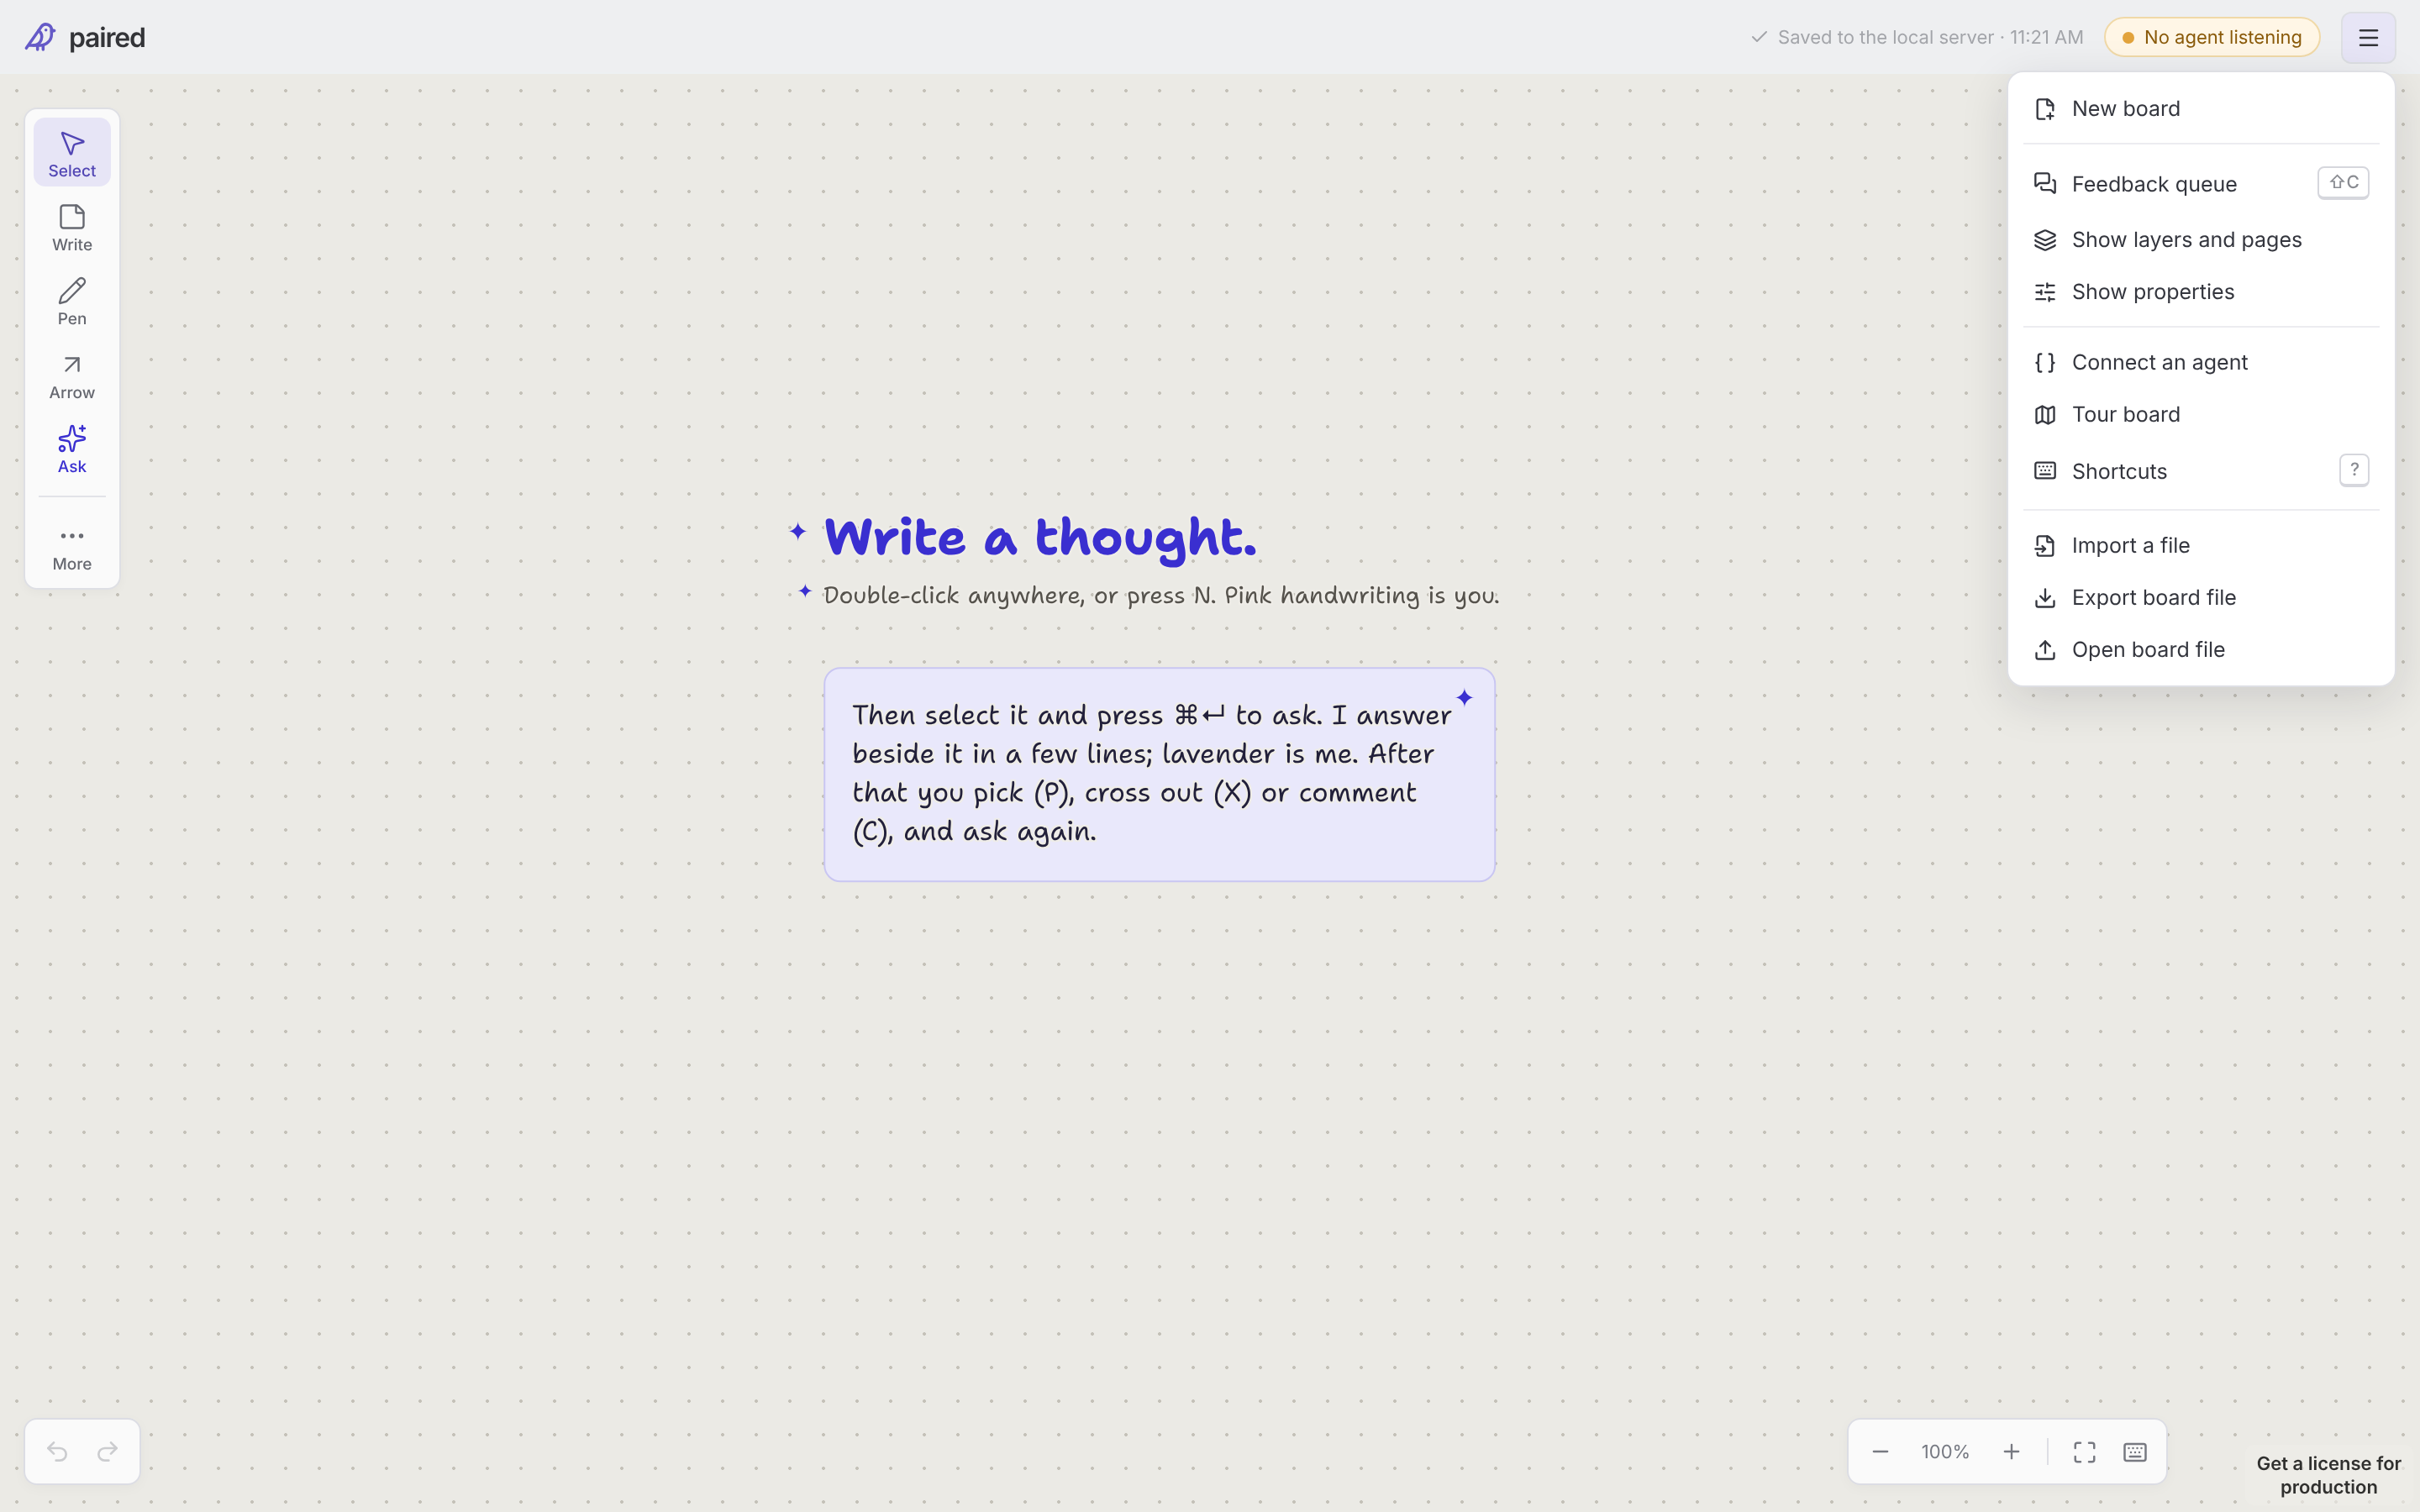 paired
Saved to the local server · 11:21 AM
No agent listening
New board
Feedback queue ⇧C
Show layers and pages
Show properties
Connect an agent
Tour board
Shortcuts ?
Import a file
Export board file
Open board file
Select
Write
Pen
Arrow
Ask
More
Write a thought.
Double-click anywhere, or press N. Pink handwriting is you.
Then select it and press ⌘↵ to ask. I answer
beside it in a few lines; lavender is me. After
that you pick (P), cross out (X) or comment
(C), and ask again.
100%
Get a license for
production